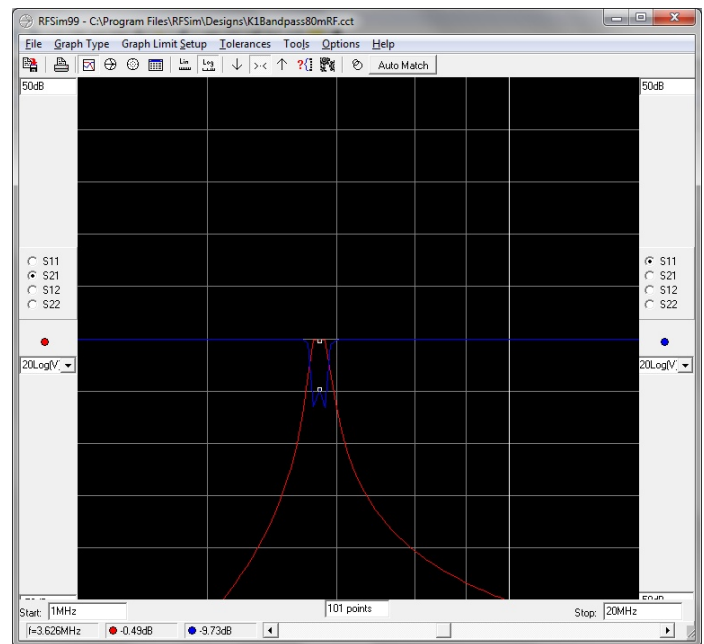 RFSim99 - C:\Program Files\RFSim\Designs\K1Bandpass80mRF.cct
File Graph Type Graph Limit Setup Tolerances Tools Options Help
Lin Log Auto Match
50dB 50dB
S11 S11
S21 S21
S12 S12
S22 S22
20Log(V 20Log(V
Start: 1MHz 101 points Stop: 20MHz
f=3.626MHz -0.49dB -9.73dB